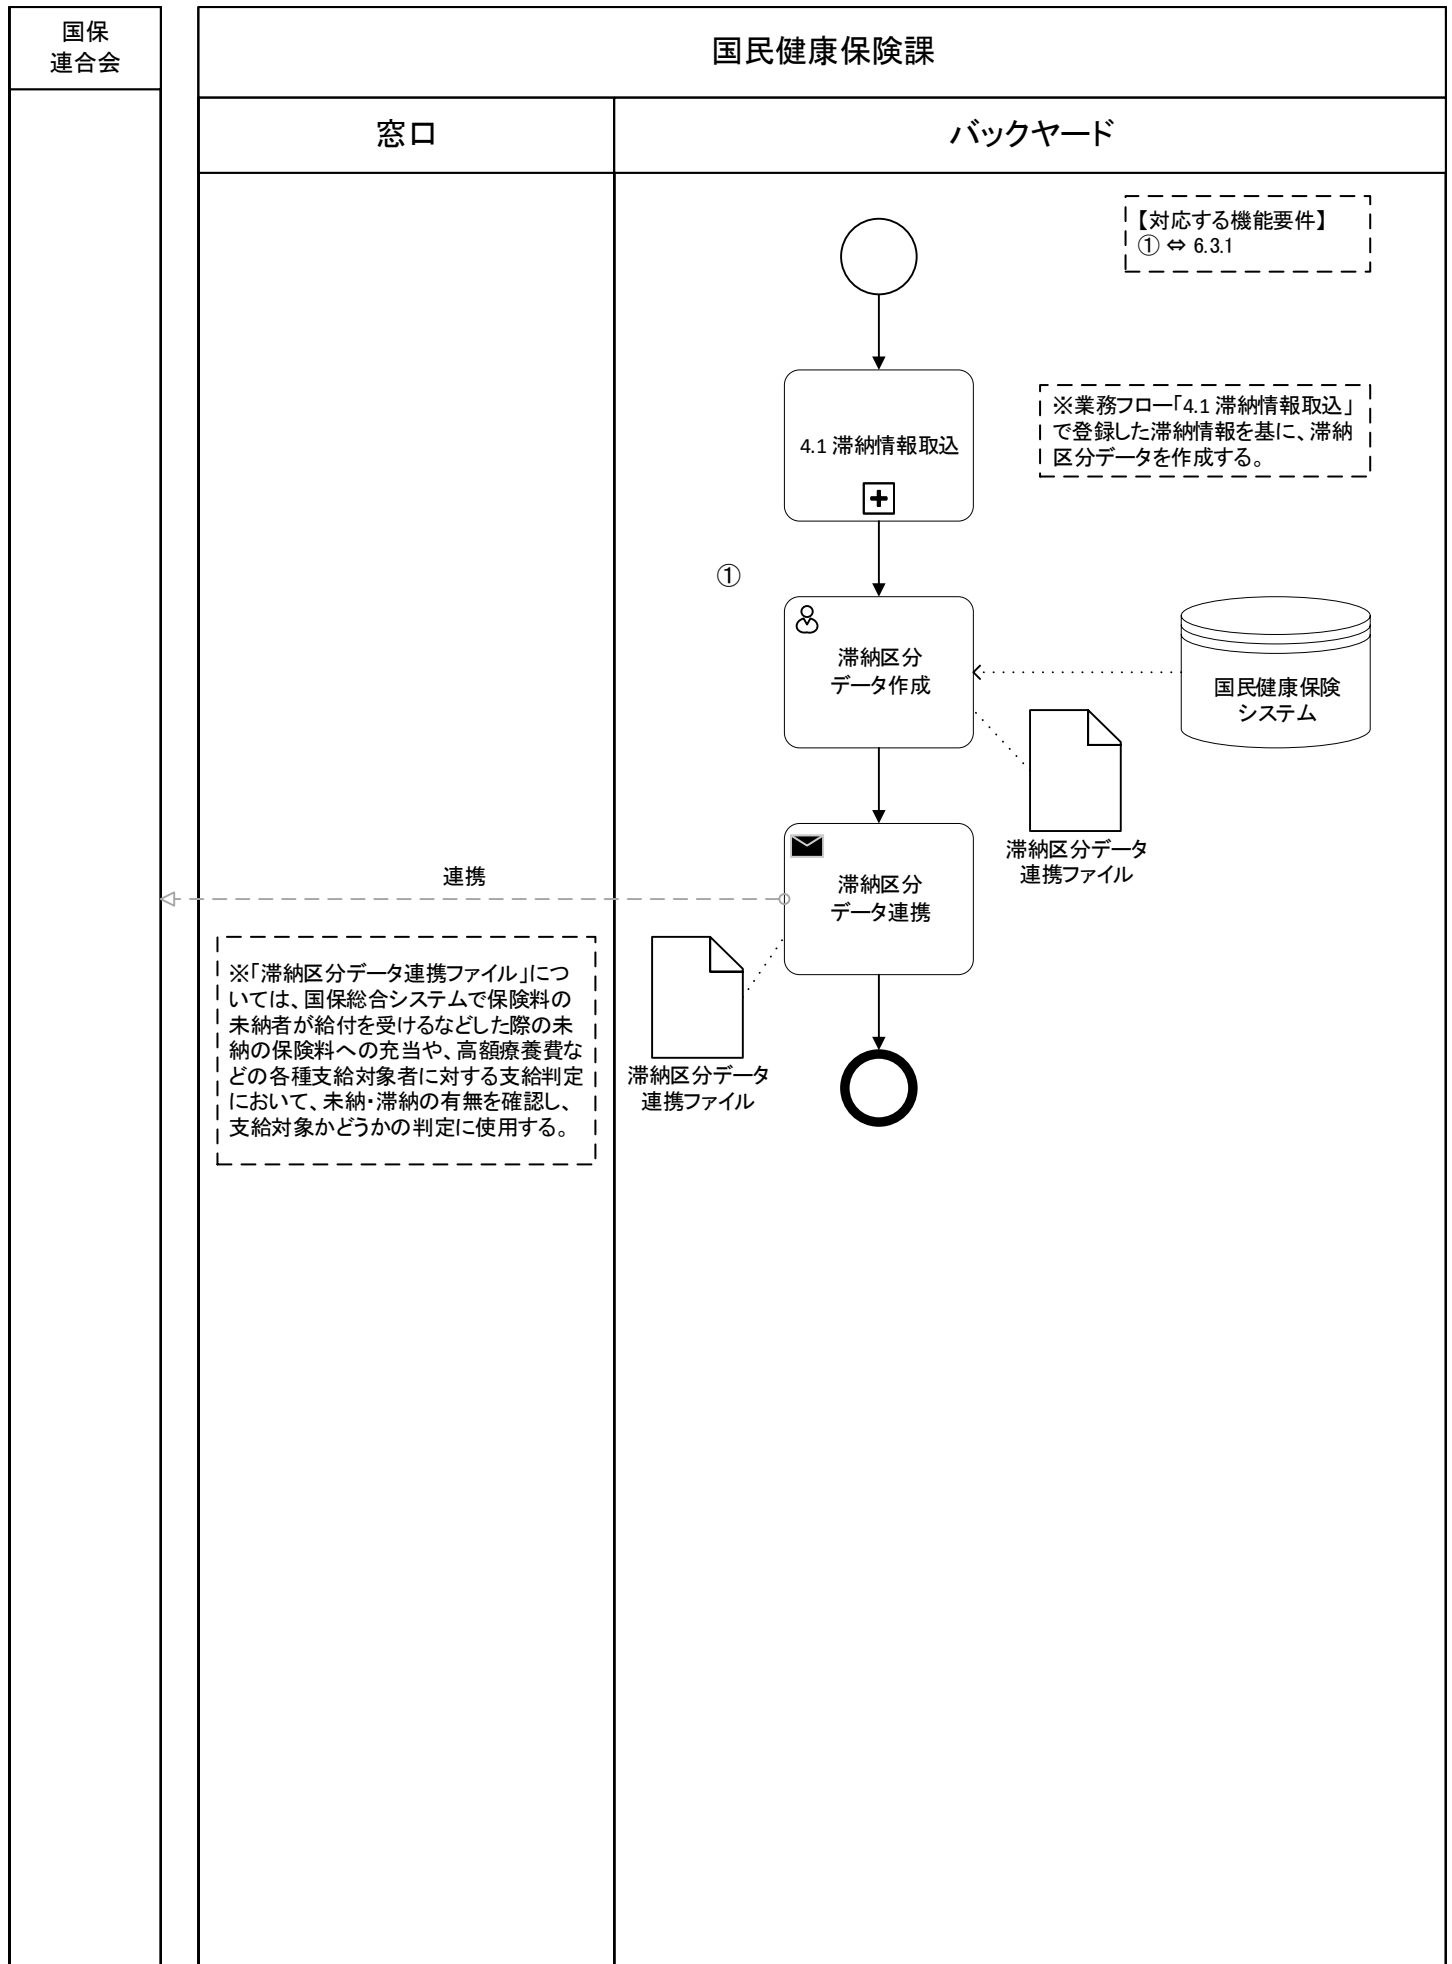 国保
連合会
国民健康保険課
窓口
バックヤード
【対応する機能要件】
① ⇔ 6.3.1
4.1 滞納情報取込
※業務フロー「4.1 滞納情報取込」
で登録した滞納情報を基に、滞納
区分データを作成する。
①
滞納区分
データ作成
国民健康保険
システム
滞納区分データ
連携ファイル
滞納区分
データ連携
連携
※「滞納区分データ連携ファイル」につ
いては、国保総合システムで保険料の
未納者が給付を受けるなどした際の未
納の保険料への充当や、高額療養費な
どの各種支給対象者に対する支給判定
において、未納・滞納の有無を確認し、
支給対象かどうかの判定に使用する。
滞納区分データ
連携ファイル